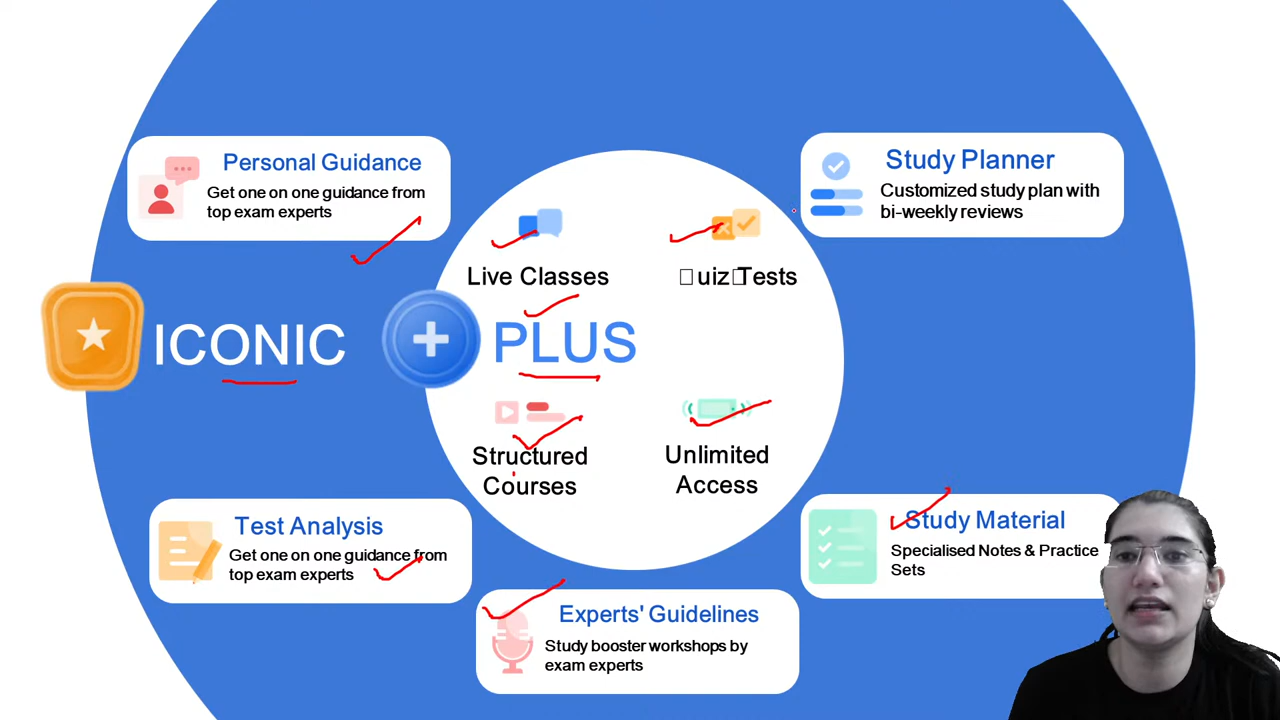 Personal Guidance
Get one on one guidance from
top exam experts
Study Planner
Customized study plan with
bi-weekly reviews
Live Classes
uiz Tests
ICONIC
PLUS
Structured
Courses
Unlimited
Access
Test Analysis
Get one on one guidance from
top exam experts
Study Material
Specialised Notes & Practice
Sets
Experts' Guidelines
Study booster workshops by
exam experts